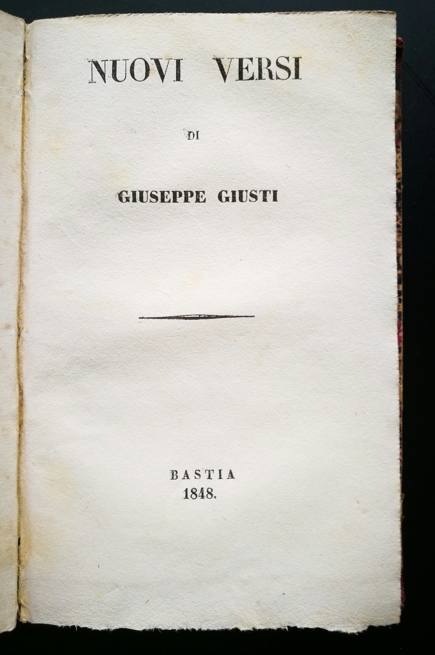 NUOVI VERSI
DI
GIUSEPPE GIUSTI
BASTIA
1848.